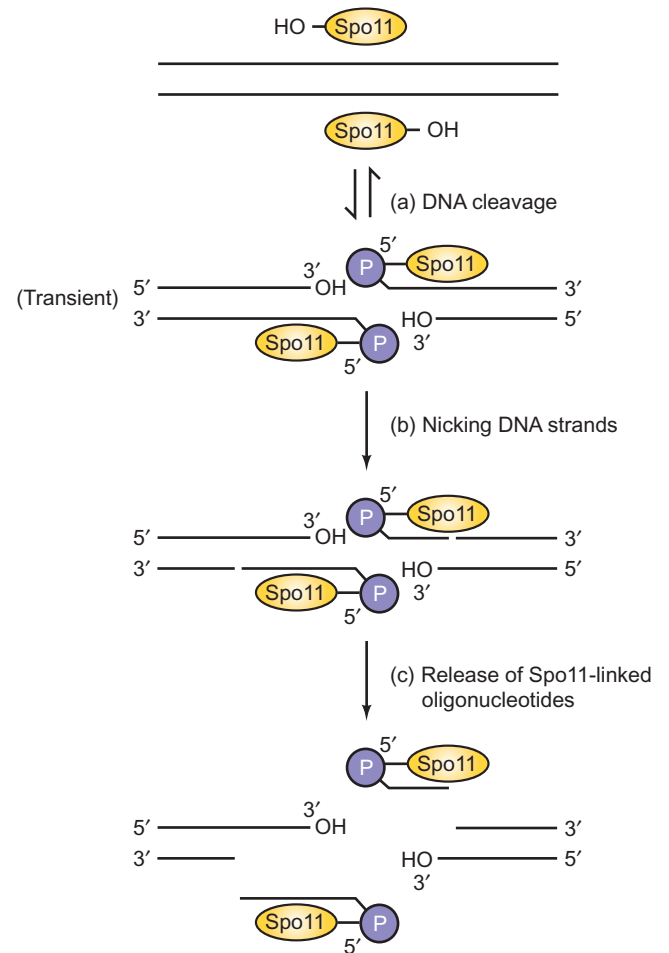 HO Spo11
Spo11 OH
(a) DNA cleavage
5′
3′ P Spo11
(Transient) 5′ OH 3′
3′ HO 5′
Spo11 P 3′
5′
(b) Nicking DNA strands
5′
3′ P Spo11
5′ OH 3′
3′ HO 5′
Spo11 P 3′
5′
(c) Release of Spo11-linked
oligonucleotides
5′
P Spo11
3′
5′ OH 3′
3′ HO 5′
3′
Spo11 P
5′